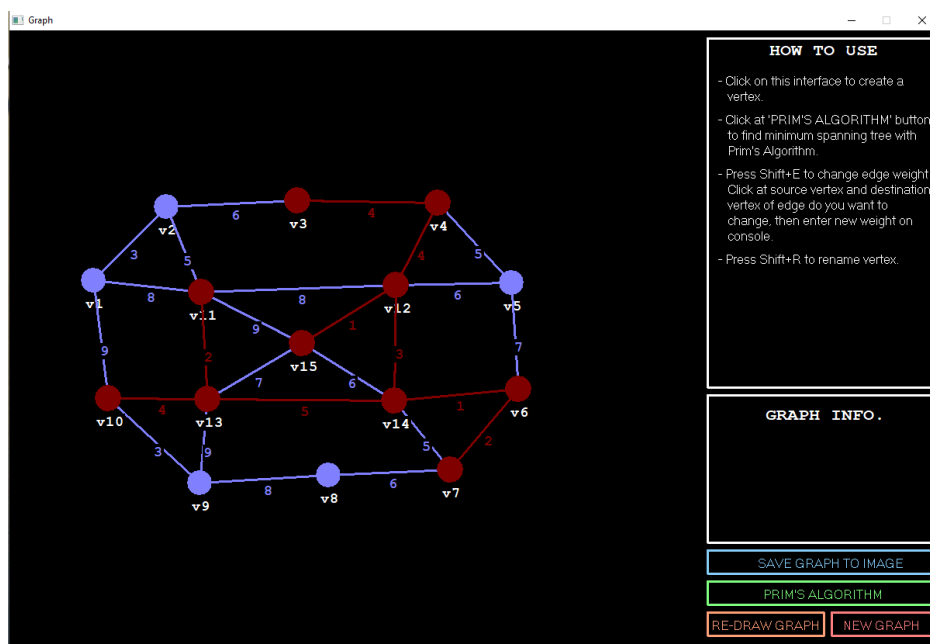 Graph
HOW TO USE
- Click on this interface to create a
vertex.
- Click at 'PRIM'S ALGORITHM' button
to find minimum spanning tree with
Prim's Algorithm.
- Press Shift+E to change edge weight
Click at source vertex and destination
vertex of edge do you want to
change, then enter new weight on
console.
- Press Shift+R to rename vertex.
6
4
v3
v2
v4
3
4
5
5
v1
8
8
6
v11
v12
v5
9
1
9
2
3
7
v15
7
6
4
5
1
v10
v13
v14
v6
GRAPH INFO.
3
9
5
2
8
6
v9
v8
v7
SAVE GRAPH TO IMAGE
PRIM'S ALGORITHM
RE-DRAW GRAPH
NEW GRAPH